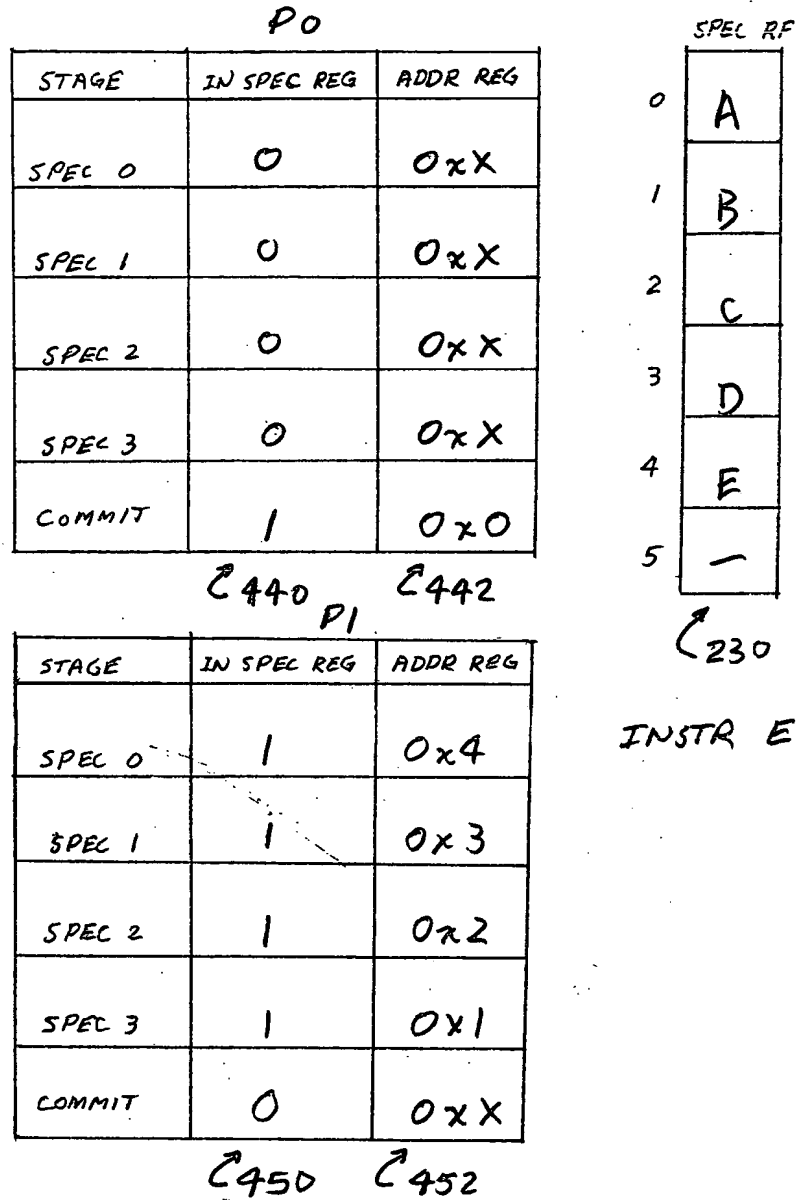 P0
STAGE IN SPEC REG ADDR REG
SPEC 0 0 0xX
SPEC 1 0 0xX
SPEC 2 0 0xX
SPEC 3 0 0xX
COMMIT 1 0x0
440 442
SPEC RF
0 A
1 B
2 C
3 D
4 E
5 —
230
INSTR E
P1
STAGE IN SPEC REG ADDR REG
SPEC 0 1 0x4
SPEC 1 1 0x3
SPEC 2 1 0x2
SPEC 3 1 0x1
COMMIT 0 0xX
450 452